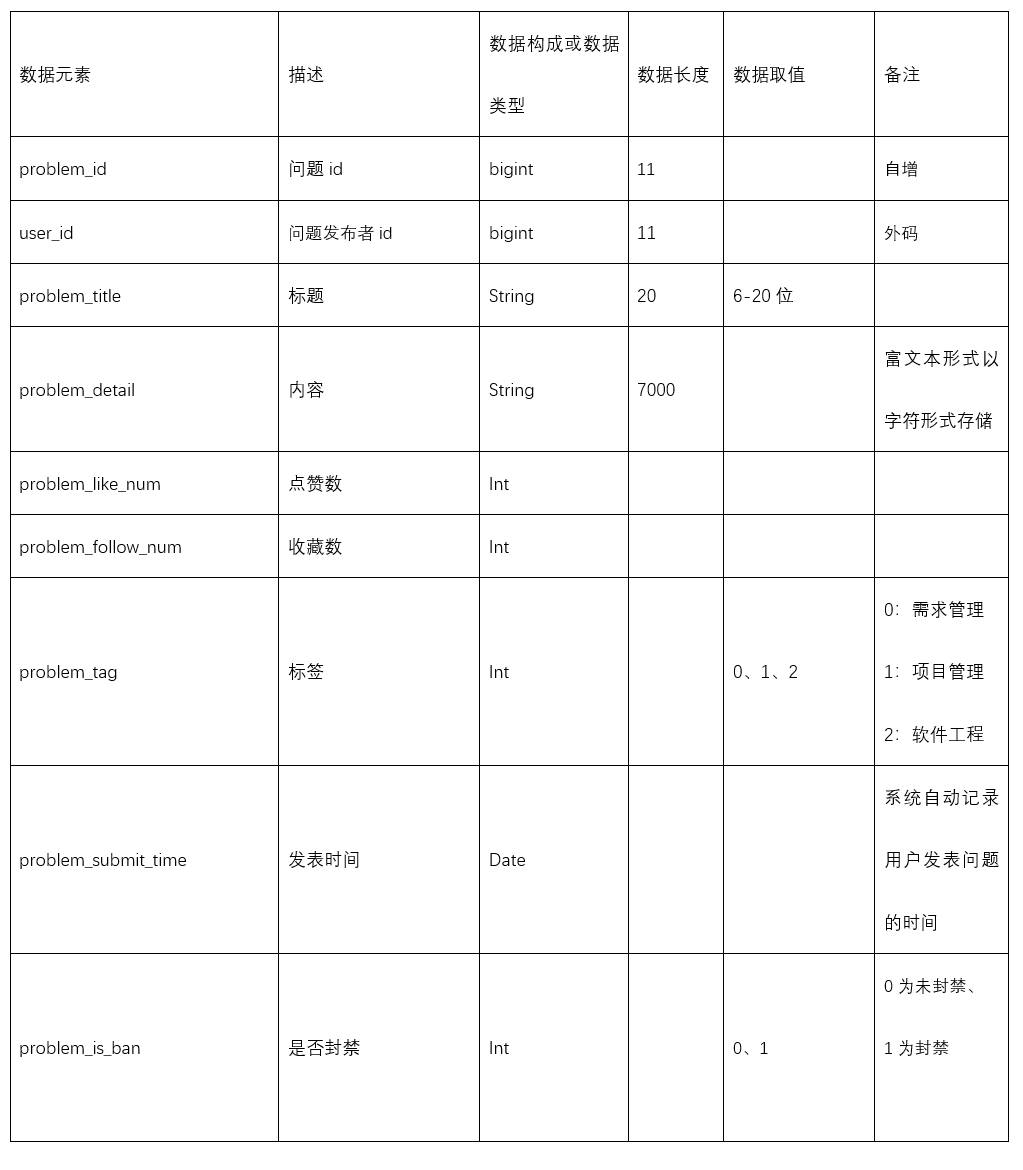 数据元素
描述
数据构成或数据
类型
数据长度
数据取值
备注
problem_id
问题 id
bigint
11
自增
user_id
问题发布者 id
bigint
11
外码
problem_title
标题
String
20
6-20 位
problem_detail
内容
String
7000
富文本形式以
字符形式存储
problem_like_num
点赞数
Int
problem_follow_num
收藏数
Int
problem_tag
标签
Int
0、1、2
0：需求管理
1：项目管理
2：软件工程
problem_submit_time
发表时间
Date
系统自动记录
用户发表问题
的时间
problem_is_ban
是否封禁
Int
0、1
0 为未封禁、
1 为封禁